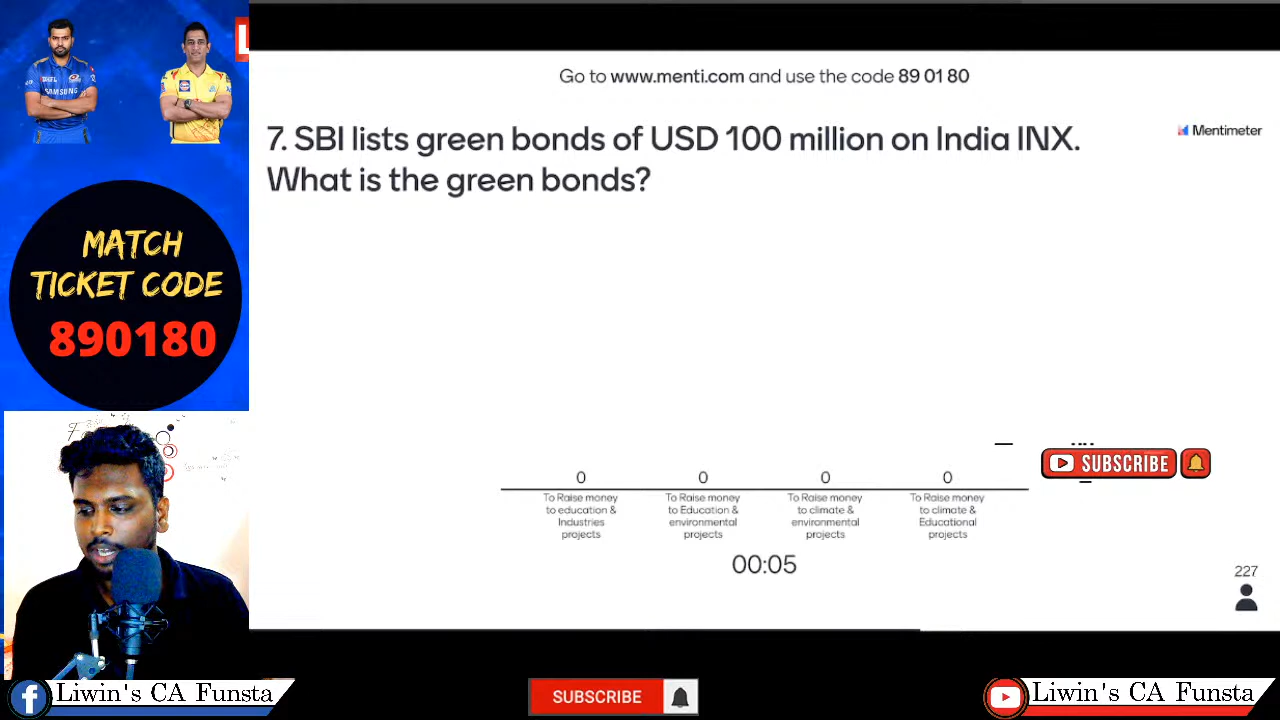 L
Go to www.menti.com and use the code 89 01 80
Mentimeter
7. SBI lists green bonds of USD 100 million on India INX.
What is the green bonds?
SAMSUNG
MATCH
TICKET CODE
890180
SUBSCRIBE
0
0
0
0
To Raise money
to education &
Industries
projects
To Raise money
to Education &
environmental
projects
To Raise money
to climate &
environmental
projects
To Raise money
to climate &
Educational
projects
00:05
227
Liwin's CA Funsta
SUBSCRIBE
Liwin's CA Funsta